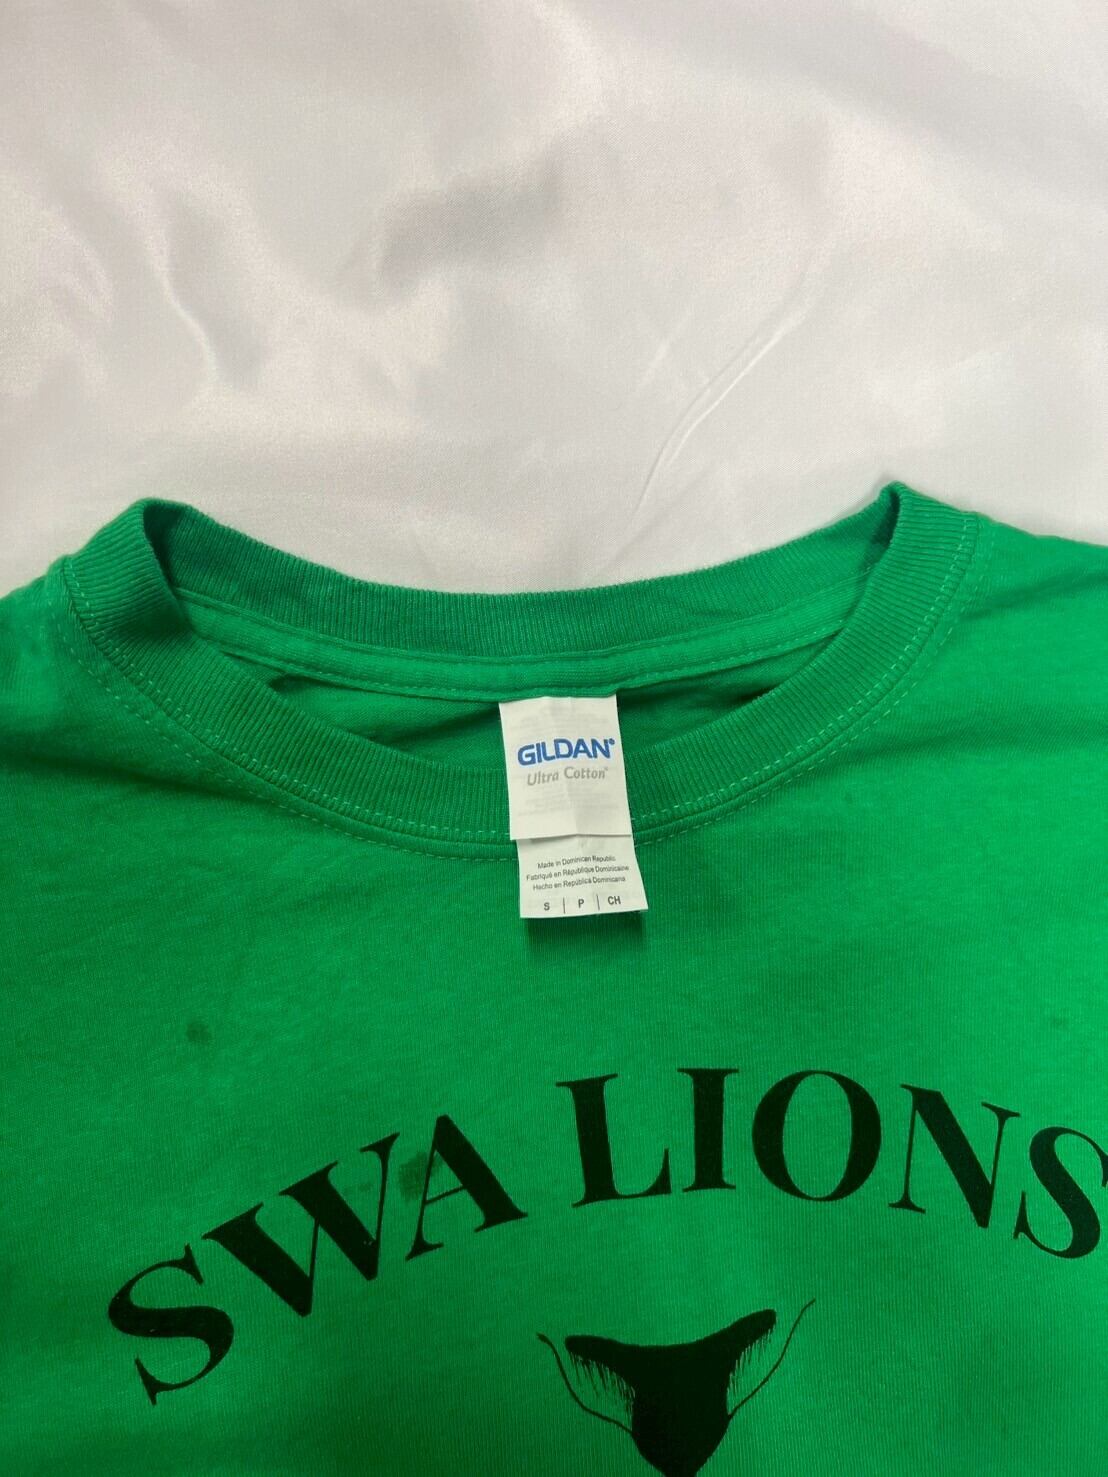 GILDAN®
Ultra Cotton®
Made in Dominican Republic
Fabriqué en République Dominicaine
Hecho en República Dominicana
S | P | CH
SWA LIONS